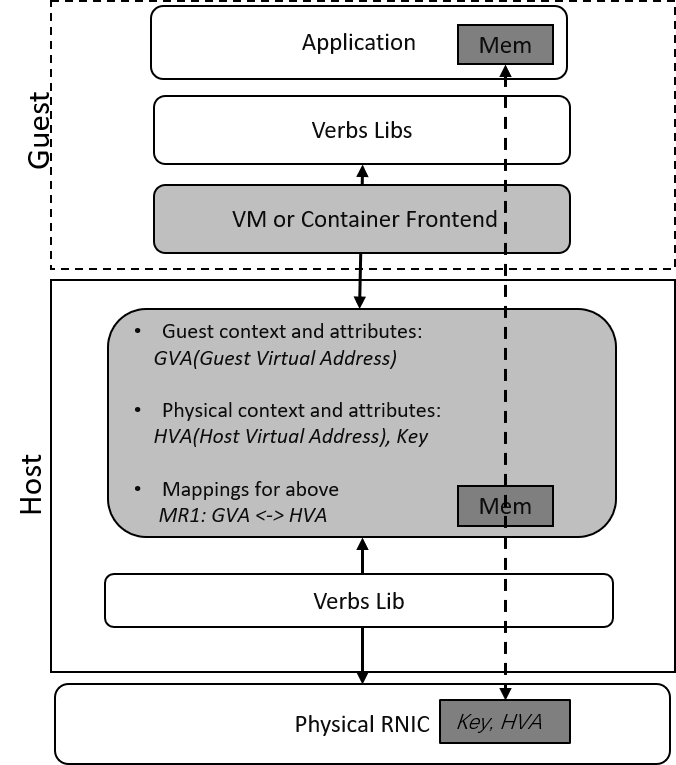 Guest
Application
Mem
Verbs Libs
VM or Container Frontend
Host
• Guest context and attributes:
GVA(Guest Virtual Address)
• Physical context and attributes:
HVA(Host Virtual Address), Key
• Mappings for above
MR1: GVA <-> HVA
Mem
Verbs Lib
Physical RNIC
Key, HVA